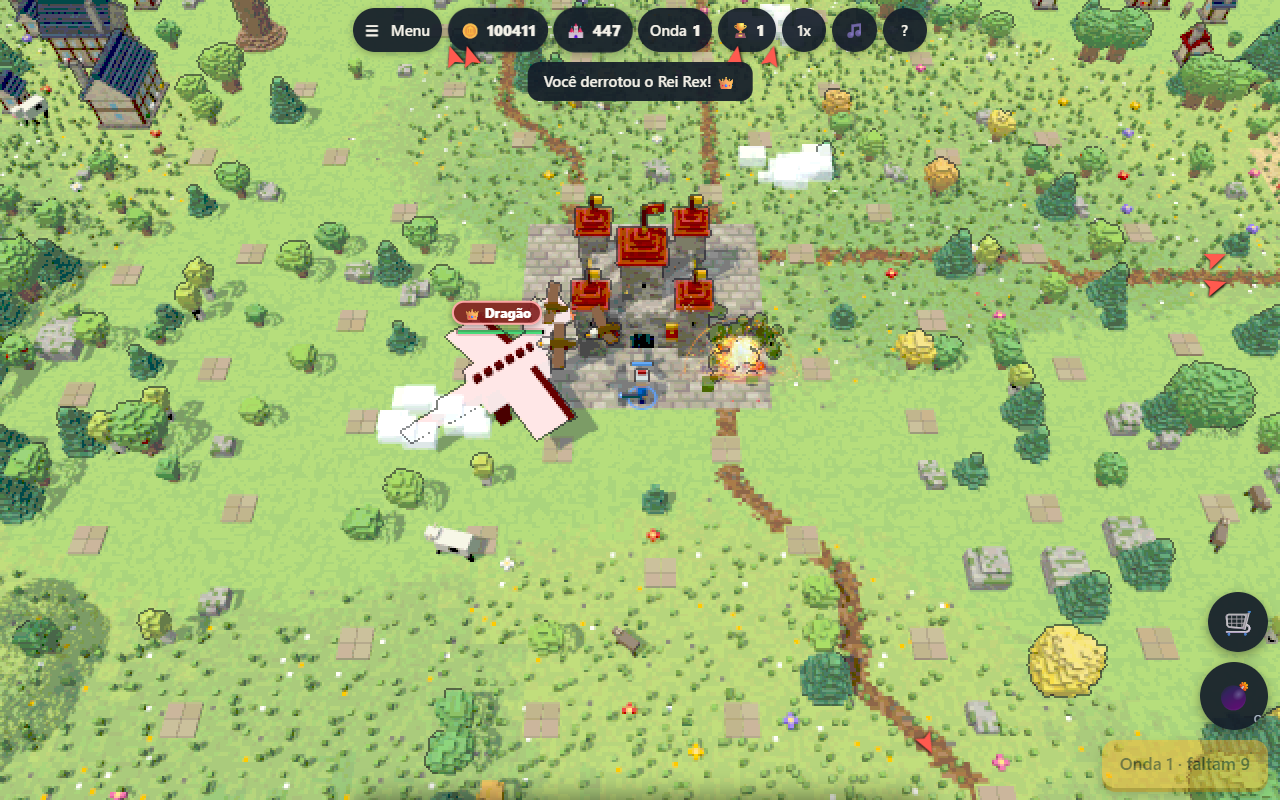 Menu
100411
447
Onda 1
1
1x
?
Você derrotou o Rei Rex!
Dragão
Onda 1 · faltam 9